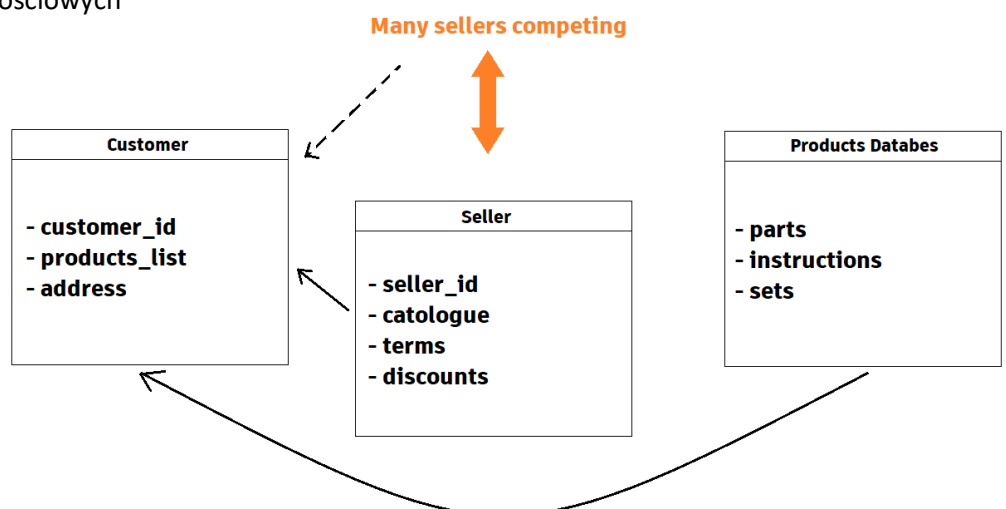 Many sellers competing
Customer
- customer_id
- products_list
- address
Seller
- seller_id
- catologue
- terms
- discounts
Products Databes
- parts
- instructions
- sets